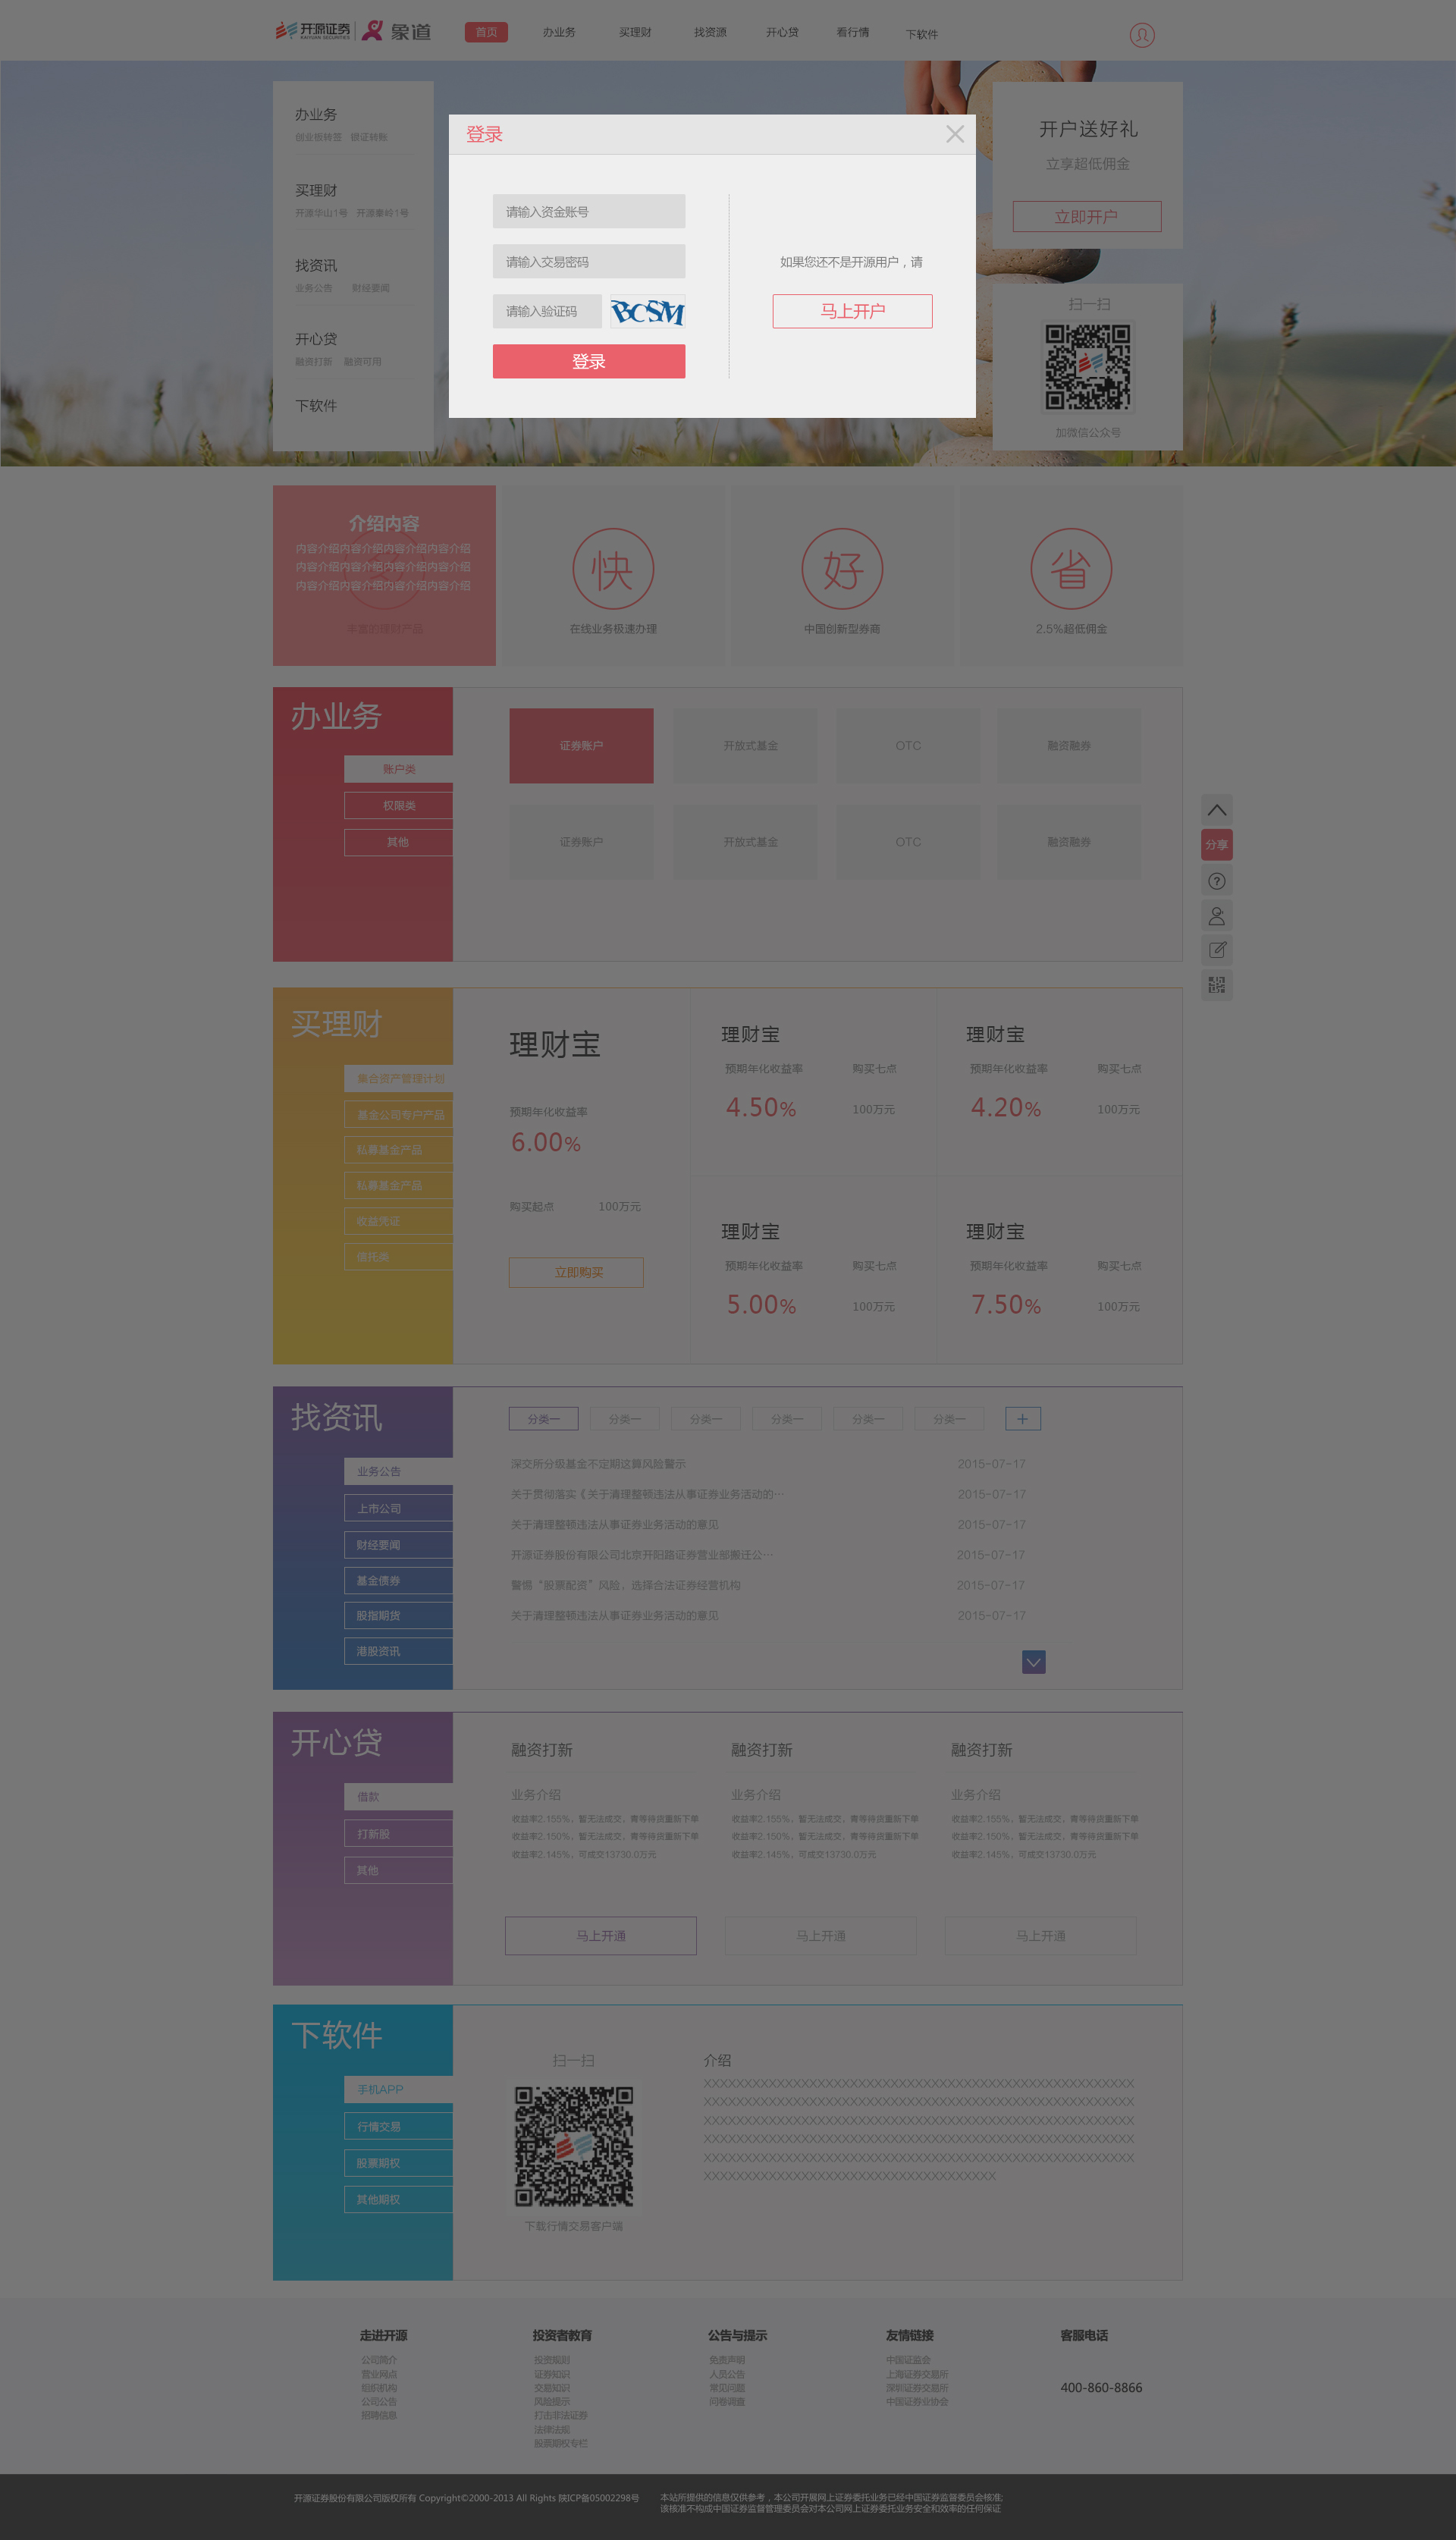 开源证券 象道
KAIYUAN SECURITIES
首页 办业务 买理财 找资源 开心贷 看行情 下软件
办业务
创业板转签 银证转账
买理财
开源华山1号 开源秦岭1号
找资讯
业务公告 财经要闻
开心贷
融资打新 融资可用
下软件
登录
请输入资金账号
请输入交易密码
请输入验证码 BCSM
登录
如果您还不是开源用户，请
马上开户
开户送好礼
立享超低佣金
立即开户
扫一扫
加微信公众号
介绍内容
内容介绍内容介绍内容介绍内容介绍
内容介绍内容介绍内容介绍内容介绍
内容介绍内容介绍内容介绍内容介绍
丰富的理财产品
快
在线业务极速办理
好
中国创新型券商
省
2.5%超低佣金
办业务
账户类
权限类
其他
证券账户 开放式基金 OTC 融资融券
证券账户 开放式基金 OTC 融资融券
分享
买理财
集合资产管理计划
基金公司专户产品
私募基金产品
私募基金产品
收益凭证
信托类
理财宝
预期年化收益率
6.00%
购买起点 100万元
立即购买
理财宝
预期年化收益率 购买七点
4.50% 100万元
理财宝
预期年化收益率 购买七点
4.20% 100万元
理财宝
预期年化收益率 购买七点
5.00% 100万元
理财宝
预期年化收益率 购买七点
7.50% 100万元
找资讯
业务公告
上市公司
财经要闻
基金债券
股指期货
港股资讯
分类一 分类一 分类一 分类一 分类一 分类一 +
深交所分级基金不定期这算风险警示 2015-07-17
关于贯彻落实《关于清理整顿违法从事证券业务活动的… 2015-07-17
关于清理整顿违法从事证券业务活动的意见 2015-07-17
开源证券股份有限公司北京开阳路证券营业部搬迁公… 2015-07-17
警惕“股票配资”风险，选择合法证券经营机构 2015-07-17
关于清理整顿违法从事证券业务活动的意见 2015-07-17
开心贷
借款
打新股
其他
融资打新
业务介绍
收益率2.155%，暂无法成交，需等待资重新下单
收益率2.150%，暂无法成交，需等待资重新下单
收益率2.145%，可成交13730.0万元
马上开通
融资打新
业务介绍
收益率2.155%，暂无法成交，需等待资重新下单
收益率2.150%，暂无法成交，需等待资重新下单
收益率2.145%，可成交13730.0万元
马上开通
融资打新
业务介绍
收益率2.155%，暂无法成交，需等待资重新下单
收益率2.150%，暂无法成交，需等待资重新下单
收益率2.145%，可成交13730.0万元
马上开通
下软件
手机APP
行情交易
股票期权
其他期权
扫一扫
下载行情交易客户端
介绍
XXXXXXXXXXXXXXXXXXXXXXXXXXXXXXXXXXXXXXXXXXXXXXXXXXXXX
XXXXXXXXXXXXXXXXXXXXXXXXXXXXXXXXXXXXXXXXXXXXXXXXXXXXX
XXXXXXXXXXXXXXXXXXXXXXXXXXXXXXXXXXXXXXXXXXXXXXXXXXXXX
XXXXXXXXXXXXXXXXXXXXXXXXXXXXXXXXXXXXXXXXXXXXXXXXXXXXX
XXXXXXXXXXXXXXXXXXXXXXXXXXXXXXXXXXXXXXXXXXXXXXXXXXXXX
XXXXXXXXXXXXXXXXXXXXXXXXXXXXXXXXXXXX
走进开源
公司简介
营业网点
组织机构
公司公告
招聘信息
投资者教育
投资规则
证券知识
交易知识
风险提示
打击非法证券
法律法规
股票期权专栏
公告与提示
免责声明
人员公告
常见问题
问卷调查
友情链接
中国证监会
上海证券交易所
深圳证券交易所
中国证券业协会
客服电话
400-860-8866
开源证券股份有限公司版权所有 Copyright©2000-2013 All Rights 陕ICP备05002298号
本站所提供的信息仅供参考，本公司开展网上证券委托业务已经中国证券监督委员会核准;
该核准不构成中国证券监督管理委员会对本公司网上证券委托业务安全和效率的任何保证